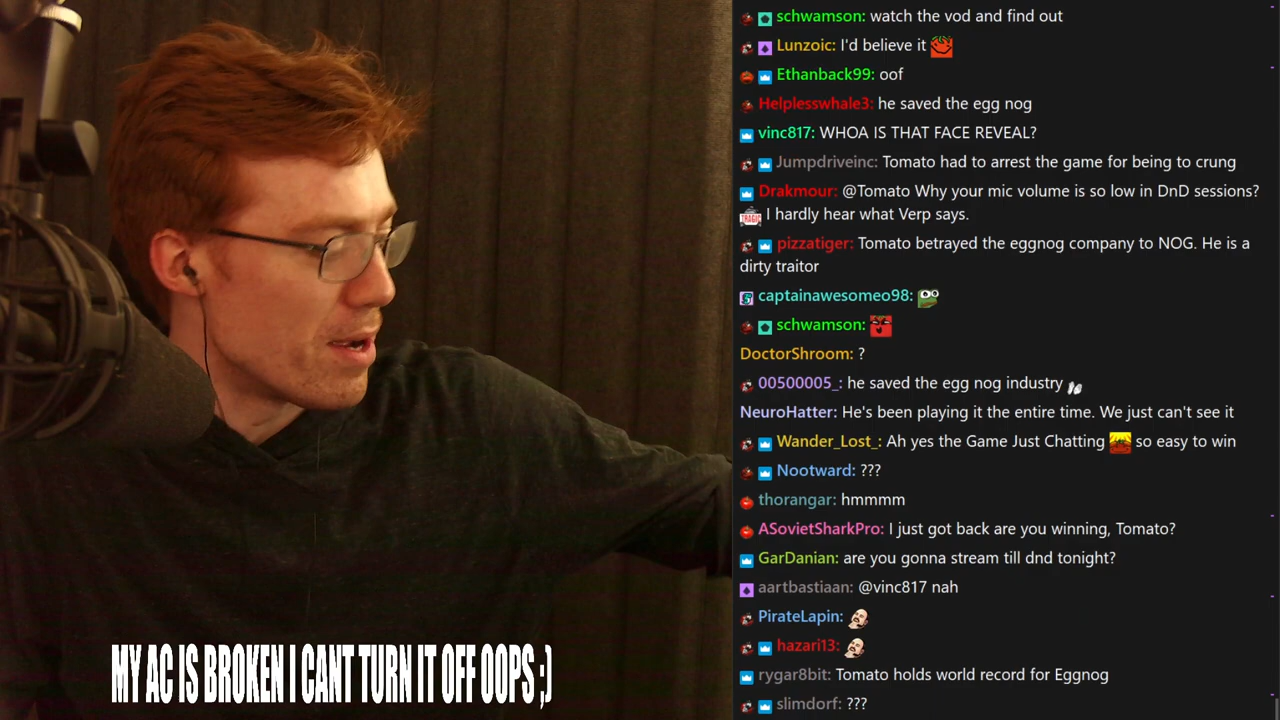 schwamson: watch the vod and find out
Lunzoic: I'd believe it
Ethanback99: oof
Helplesswhale3: he saved the egg nog
vinc817: WHOA IS THAT FACE REVEAL?
Jumpdriveinc: Tomato had to arrest the game for being to crung
Drakmour: @Tomato Why your mic volume is so low in DnD sessions?
TRAGIC I hardly hear what Verp says.
pizzatiger: Tomato betrayed the eggnog company to NOG. He is a
dirty traitor
captainawesomeo98:
schwamson:
DoctorShroom: ?
00500005_: he saved the egg nog industry
NeuroHatter: He's been playing it the entire time. We just can't see it
Wander_Lost_: Ah yes the Game Just Chatting so easy to win
Nootward: ???
thorangar: hmmmm
ASovietSharkPro: I just got back are you winning, Tomato?
GarDanian: are you gonna stream till dnd tonight?
aartbastiaan: @vinc817 nah
PirateLapin:
hazari13:
rygar8bit: Tomato holds world record for Eggnog
slimdorf: ???
MY AC IS BROKEN I CANT TURN IT OFF OOPS ;)